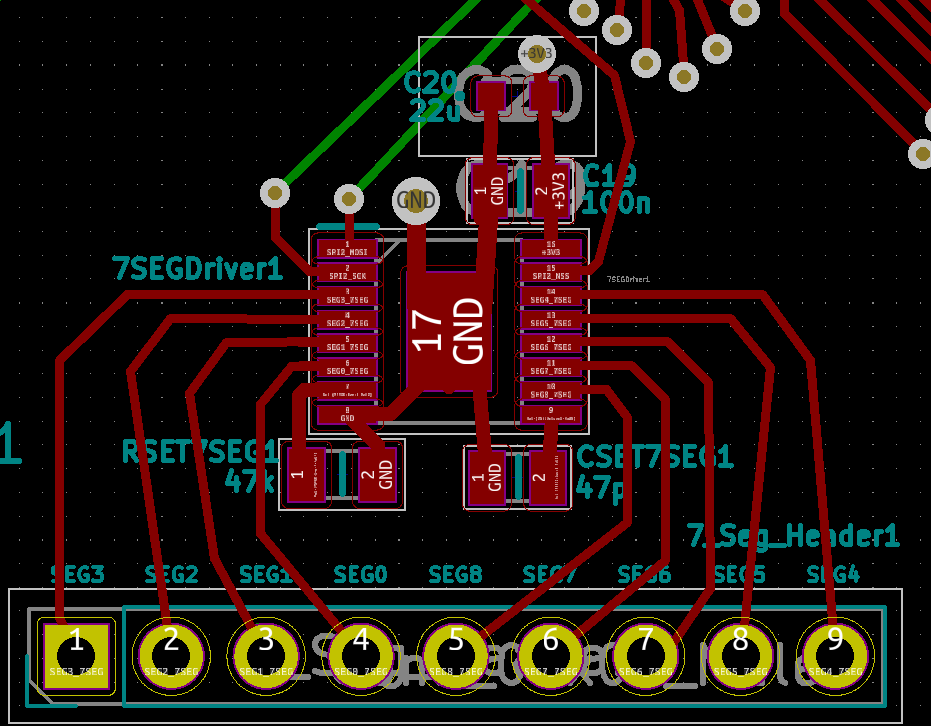 +3V3
C20
22u
1
GND
2
+3V3
C19
100n
GND
7SEGDriver1
7SEGDriver1
1
SPI2_MOSI
2
SPI2_SCK
3
SEG3_7SEG
4
SEG2_7SEG
5
SEG1_7SEG
6
SEG0_7SEG
7
8
GND
17
GND
16
+3V3
15
SPI2_NSS
14
SEG4_7SEG
13
SEG5_7SEG
12
SEG6_7SEG
11
SEG7_7SEG
10
SEG8_7SEG
9
1
RSET7SEG1
47k
1
2
GND
1
GND
2
CSET7SEG1
47p
7_Seg_Header1
SEG3 SEG2 SEG1 SEG0 SEG8 SEG7 SEG6 SEG5 SEG4
1 2 3 4 5 6 7 8 9
SEG3_7SEG SEG2_7SEG SEG1_7SEG SEG0_7SEG SEG8_7SEG SEG7_7SEG SEG6_7SEG SEG5_7SEG SEG4_7SEG